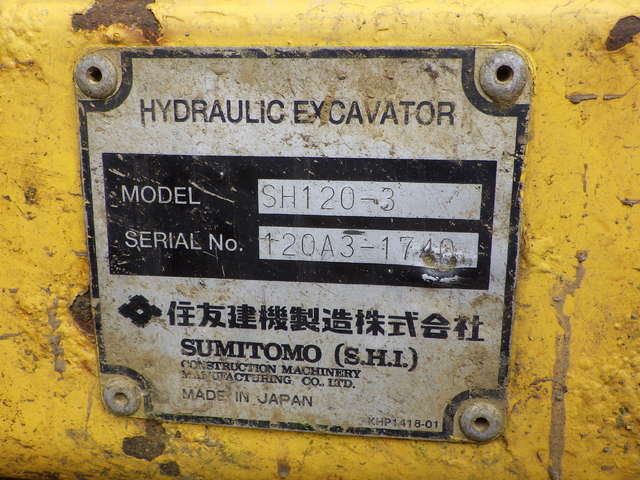 HYDRAULIC EXCAVATOR
MODEL SH120-3
SERIAL No. 120A3-1740
住友建機製造株式会社
SUMITOMO (S.H.I.)
CONSTRUCTION MACHINERY
MANUFACTURING CO., LTD.
MADE IN JAPAN
KHP1418-01